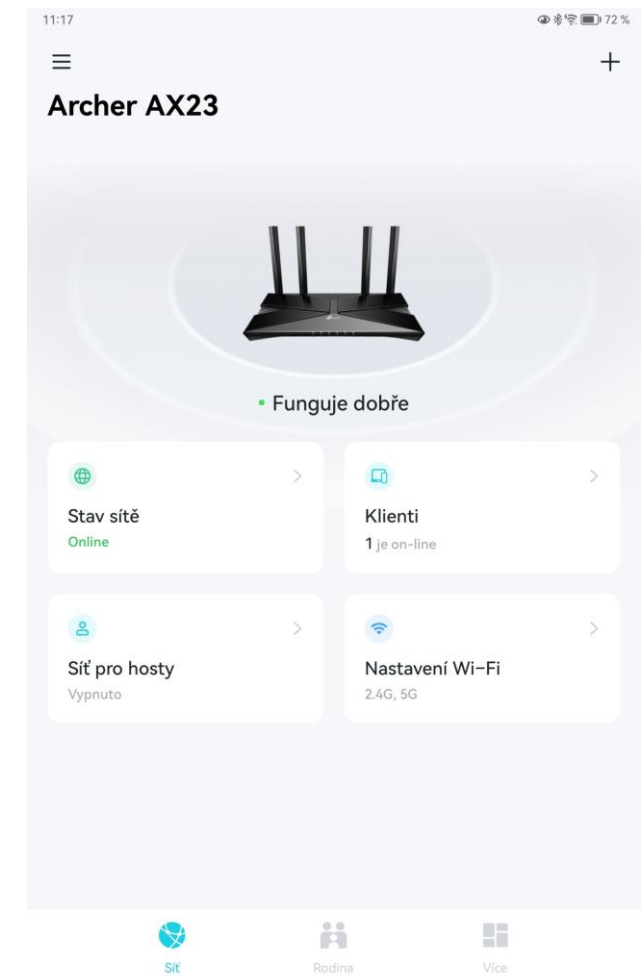 11:17
72 %
Archer AX23
Funguje dobře
Stav sítě
Online
Klienti
1 je on-line
Síť pro hosty
Vypnuto
Nastavení Wi-Fi
2.4G, 5G
Síť
Rodina
Více